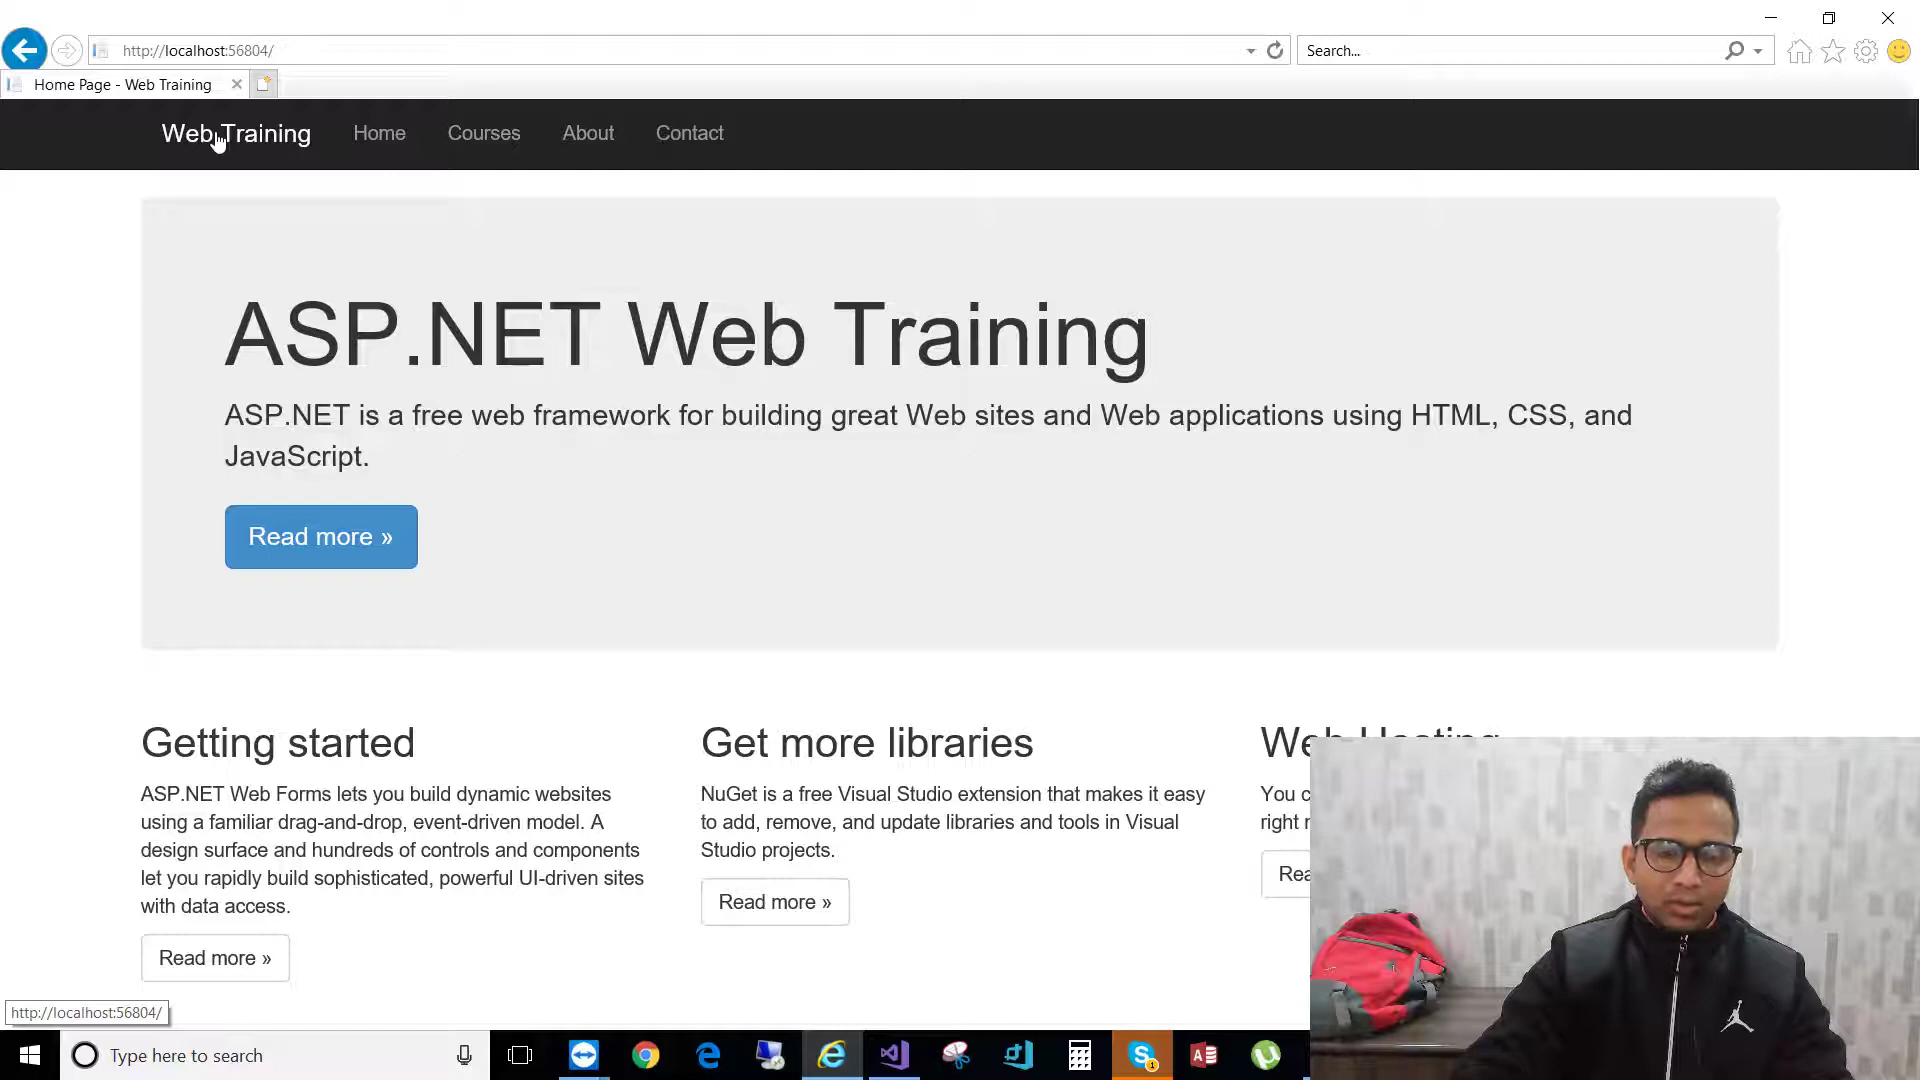 http://localhost:56804/
Search...
Home Page - Web Training
Web Training Home Courses About Contact
ASP.NET Web Training
ASP.NET is a free web framework for building great Web sites and Web applications using HTML, CSS, and
JavaScript.
Read more »
Getting started
ASP.NET Web Forms lets you build dynamic websites
using a familiar drag-and-drop, event-driven model. A
design surface and hundreds of controls and components
let you rapidly build sophisticated, powerful UI-driven sites
with data access.
Read more »
Get more libraries
NuGet is a free Visual Studio extension that makes it easy
to add, remove, and update libraries and tools in Visual
Studio projects.
Read more »
Web Hosting
You c
right
Rea
http://localhost:56804/
Type here to search